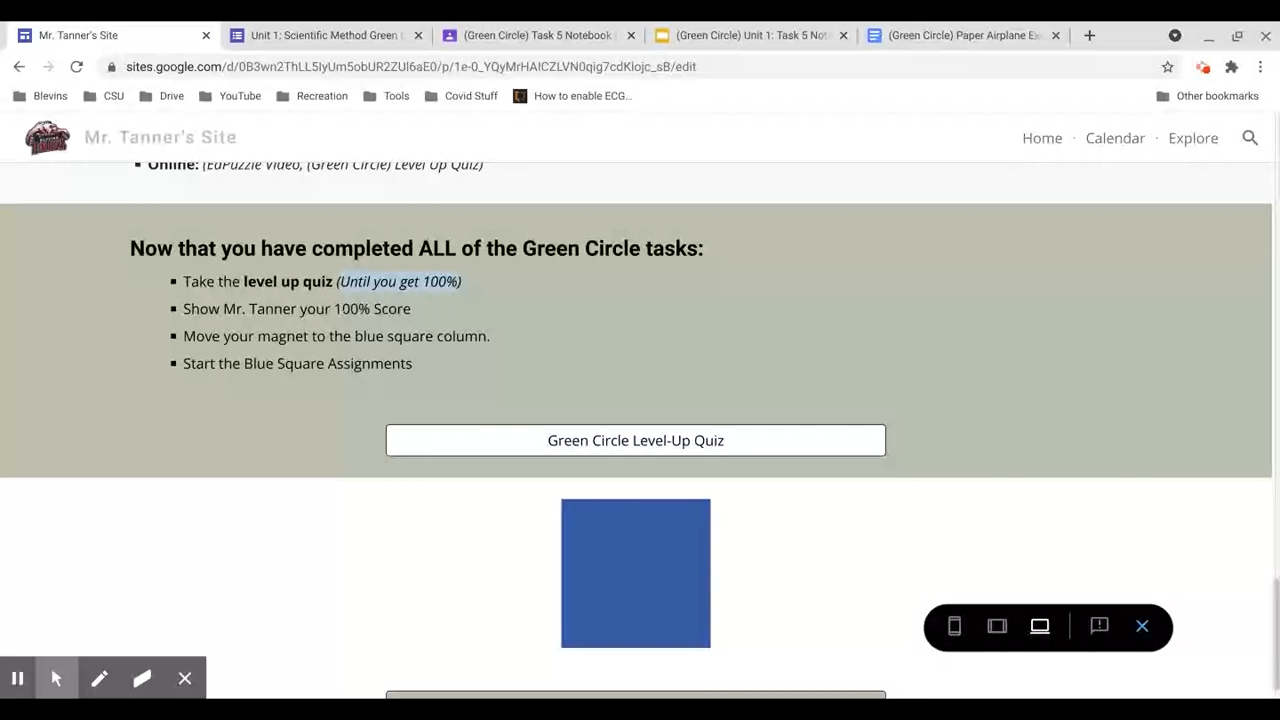 Mr. Tanner's Site
Unit 1: Scientific Method Green
(Green Circle) Task 5 Notebook
(Green Circle) Unit 1: Task 5 Not
(Green Circle) Paper Airplane Ex
sites.google.com/d/0B3wn2ThLL5IyUm5obUR2ZUl6aE0/p/1e-0_YQyMrHAICZLVN0qig7cdKlojc_sB/edit
Blevins CSU Drive YouTube Recreation Tools Covid Stuff How to enable ECG... Other bookmarks
Mr. Tanner's Site Home · Calendar · Explore
▪ Online: (EdPuzzle Video, (Green Circle) Level Up Quiz)
Now that you have completed ALL of the Green Circle tasks:
▪ Take the level up quiz (Until you get 100%)
▪ Show Mr. Tanner your 100% Score
▪ Move your magnet to the blue square column.
▪ Start the Blue Square Assignments
Green Circle Level-Up Quiz